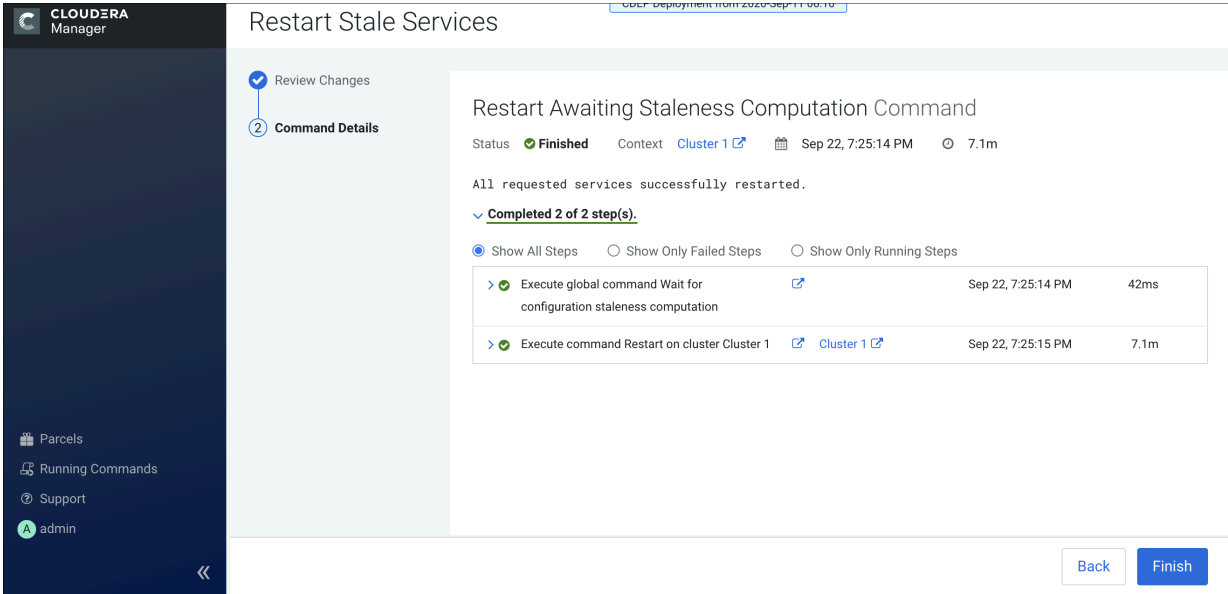 CLOUDERA
Manager
Restart Stale Services
Review Changes
2 Command Details
Restart Awaiting Staleness Computation Command
Status Finished Context Cluster 1 Sep 22, 7:25:14 PM 7.1m
All requested services successfully restarted.
Completed 2 of 2 step(s).
Show All Steps Show Only Failed Steps Show Only Running Steps
Execute global command Wait for Sep 22, 7:25:14 PM 42ms
configuration staleness computation
Execute command Restart on cluster Cluster 1 Cluster 1 Sep 22, 7:25:15 PM 7.1m
Parcels
Running Commands
Support
A admin
Back Finish